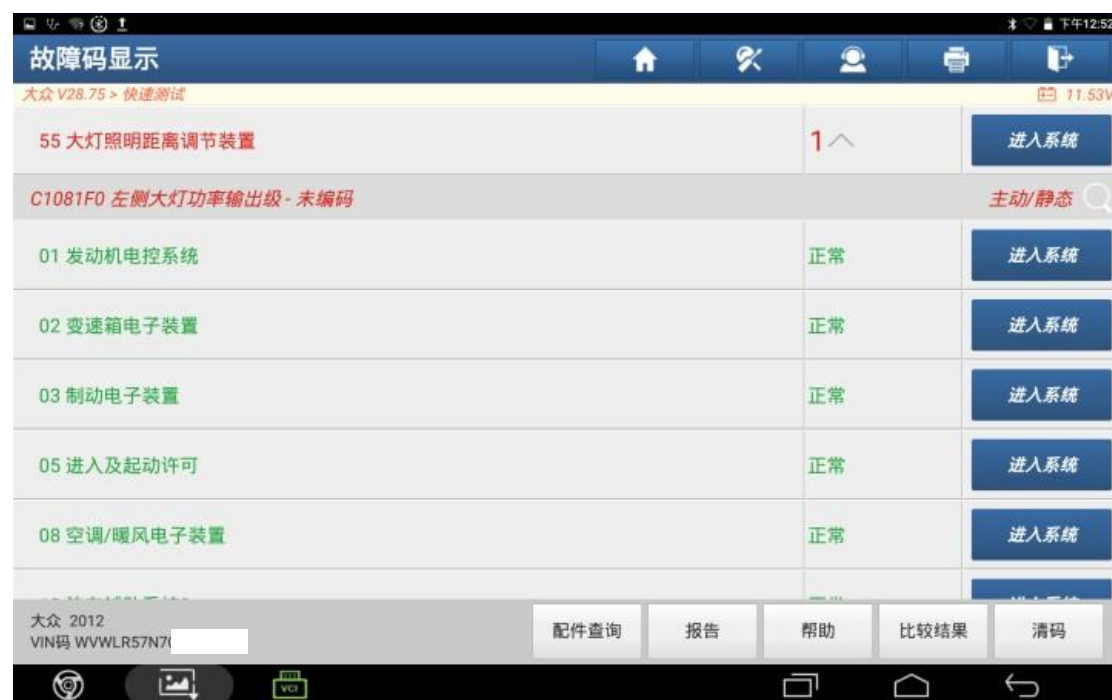 下午12:52
故障码显示
大众 V28.75 > 快速测试
11.53V
55 大灯照明距离调节装置
1
进入系统
C1081F0 左侧大灯功率输出级 - 未编码
主动/静态
01 发动机电控系统
正常
进入系统
02 变速箱电子装置
正常
进入系统
03 制动电子装置
正常
进入系统
05 进入及起动许可
正常
进入系统
08 空调/暖风电子装置
正常
进入系统
大众 2012
VIN码 WVWLR57N7
配件查询
报告
帮助
比较结果
清码
VCI